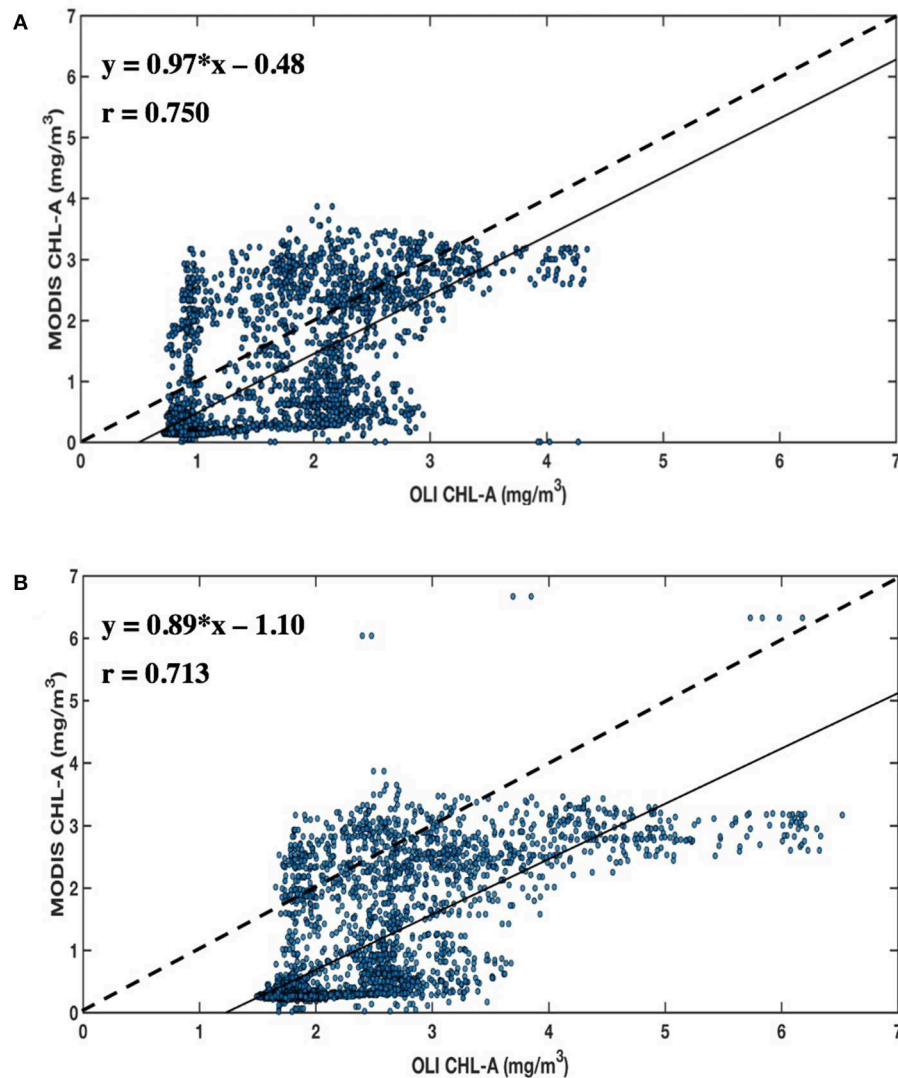 A
y = 0.97*x – 0.48
r = 0.750
7
6
5
4
3
2
1
0
MODIS CHL-A (mg/m³)
0 1 2 3 4 5 6 7
OLI CHL-A (mg/m³)
B
y = 0.89*x – 1.10
r = 0.713
7
6
5
4
3
2
1
0
MODIS CHL-A (mg/m³)
0 1 2 3 4 5 6 7
OLI CHL-A (mg/m³)